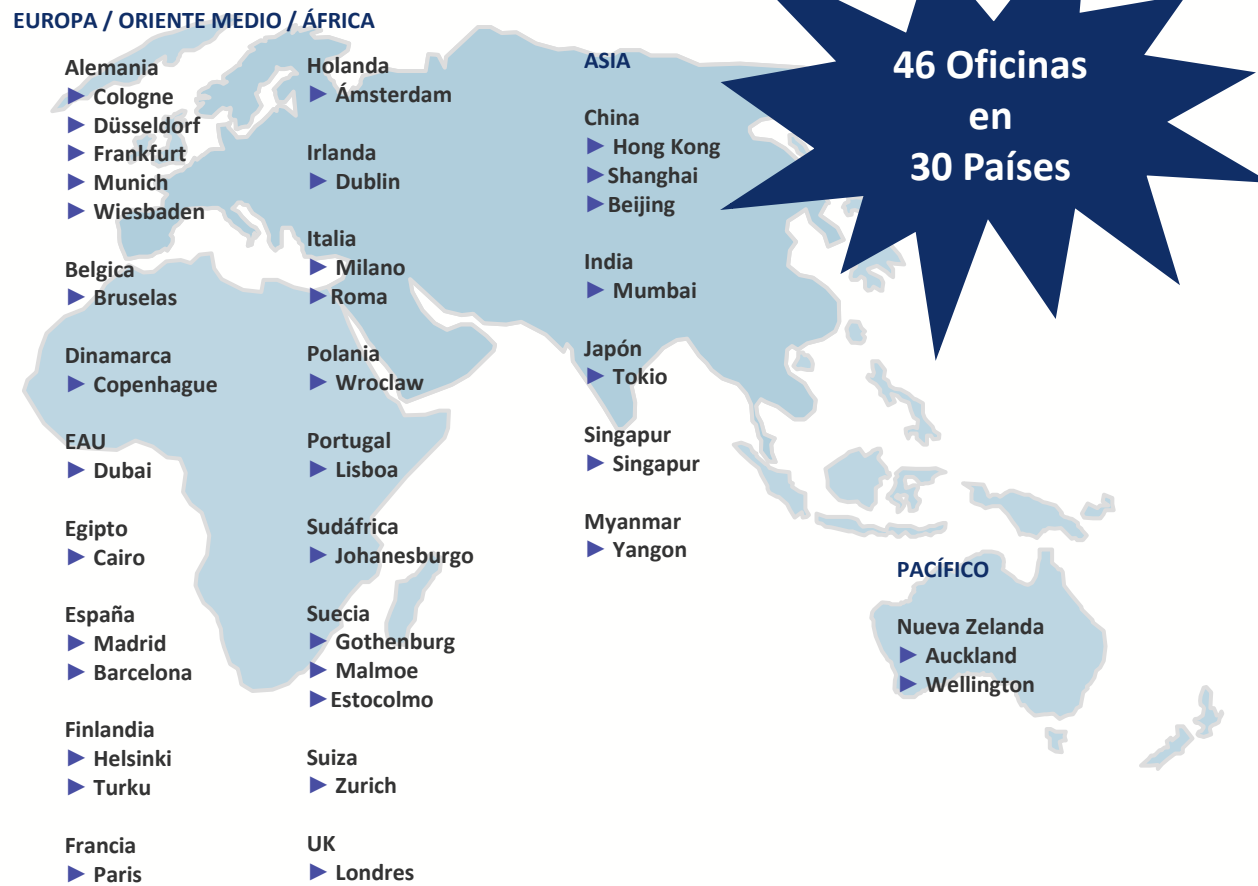 EUROPA / ORIENTE MEDIO / ÁFRICA
Alemania
► Cologne
► Düsseldorf
► Frankfurt
► Munich
► Wiesbaden
Belgica
► Bruselas
Dinamarca
► Copenhague
EAU
► Dubai
Egipto
► Cairo
España
► Madrid
► Barcelona
Finlandia
► Helsinki
► Turku
Francia
► Paris
Holanda
► Ámsterdam
Irlanda
► Dublin
Italia
► Milano
► Roma
Polania
► Wroclaw
Portugal
► Lisboa
Sudáfrica
► Johanesburgo
Suecia
► Gothenburg
► Malmoe
► Estocolmo
Suiza
► Zurich
UK
► Londres
ASIA
China
► Hong Kong
► Shanghai
► Beijing
India
► Mumbai
Japón
► Tokio
Singapur
► Singapur
Myanmar
► Yangon
PACÍFICO
Nueva Zelanda
► Auckland
► Wellington
46 Oficinas
en
30 Países